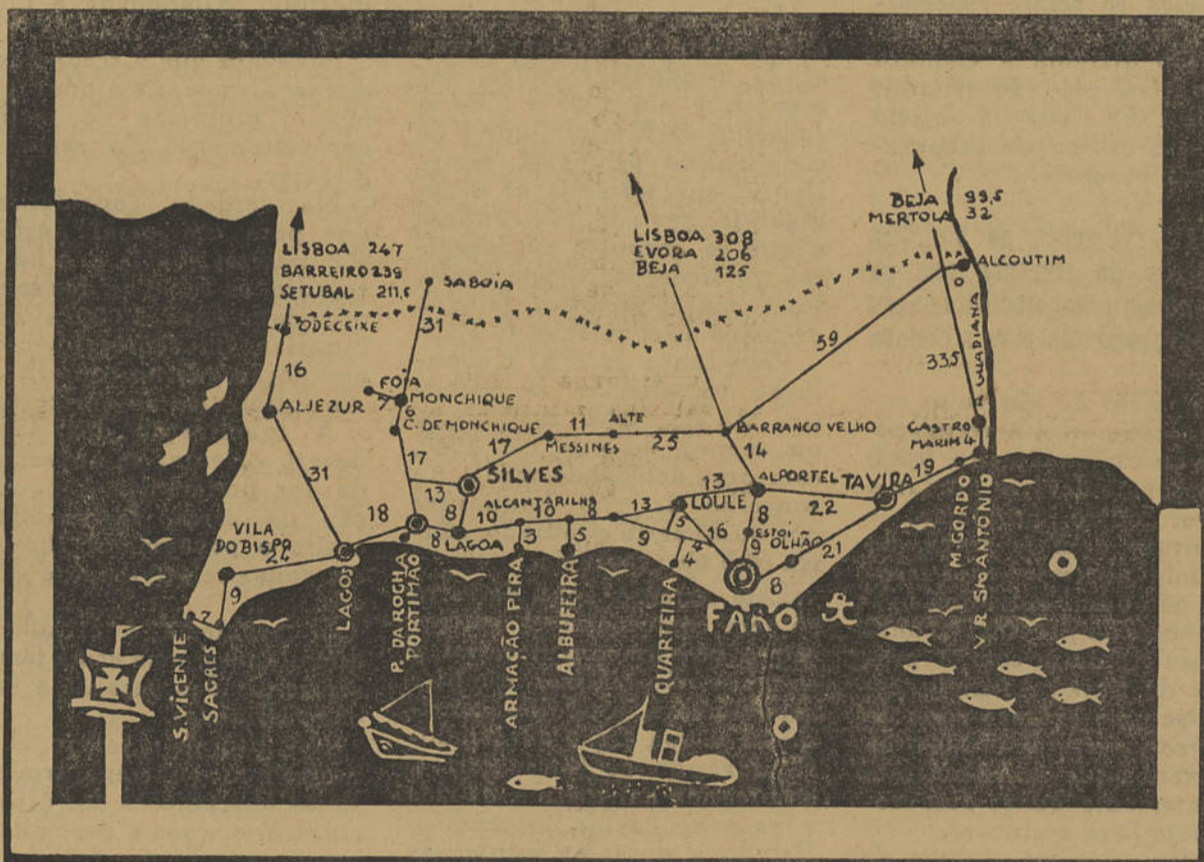 LISBOA 247
BARREIRO 239
SETUBAL 211,5
ODECEIXE
SABOIA
31
16
FOIA
7
MONCHIQUE
6
C. DE MONCHIQUE
ALJEZUR
31
17
13
SILVES
17
MESSINES
11
ALTE
25
LISBOA 308
EVORA 206
BEJA 125
BARRANCO VELHO
59
BEJA 99,5
MERTOLA 32
ALCOUTIM
0
33,5
R. GUADIANA
CASTRO
MARIM 4
14
ALPORTEL
TAVIRA
19
22
13
LOULE
VILA
DO BISPO
24
18
8
8
LAGOA
10
ALCANTARILHA
10
8
13
9
5
4
16
8
ESTOI
9
OLHÃO
21
8
3
5
4
9
7
S. VICENTE
SAGRES
LAGOS
P. DA ROCHA
PORTIMÃO
ARMAÇÃO PERA
ALBUFEIRA
QUARTEIRA
FARO
M. GORDO
V. R. Sto ANTÓNIO